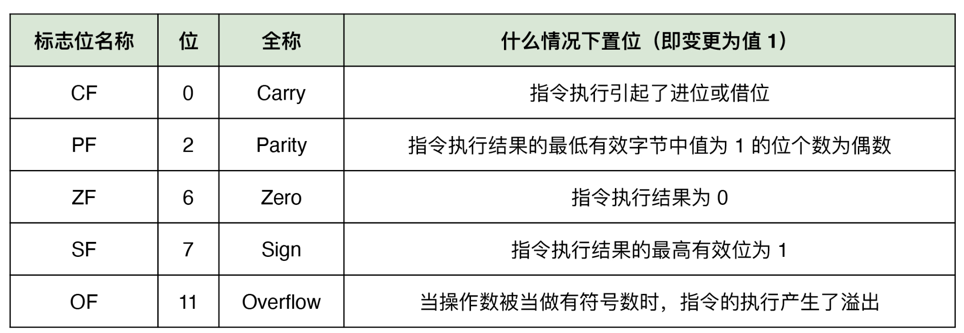 标志位名称 位 全称 什么情况下置位（即变更为值 1）
CF 0 Carry 指令执行引起了进位或借位
PF 2 Parity 指令执行结果的最低有效字节中值为 1 的位个数为偶数
ZF 6 Zero 指令执行结果为 0
SF 7 Sign 指令执行结果的最高有效位为 1
OF 11 Overflow 当操作数被当做有符号数时，指令的执行产生了溢出